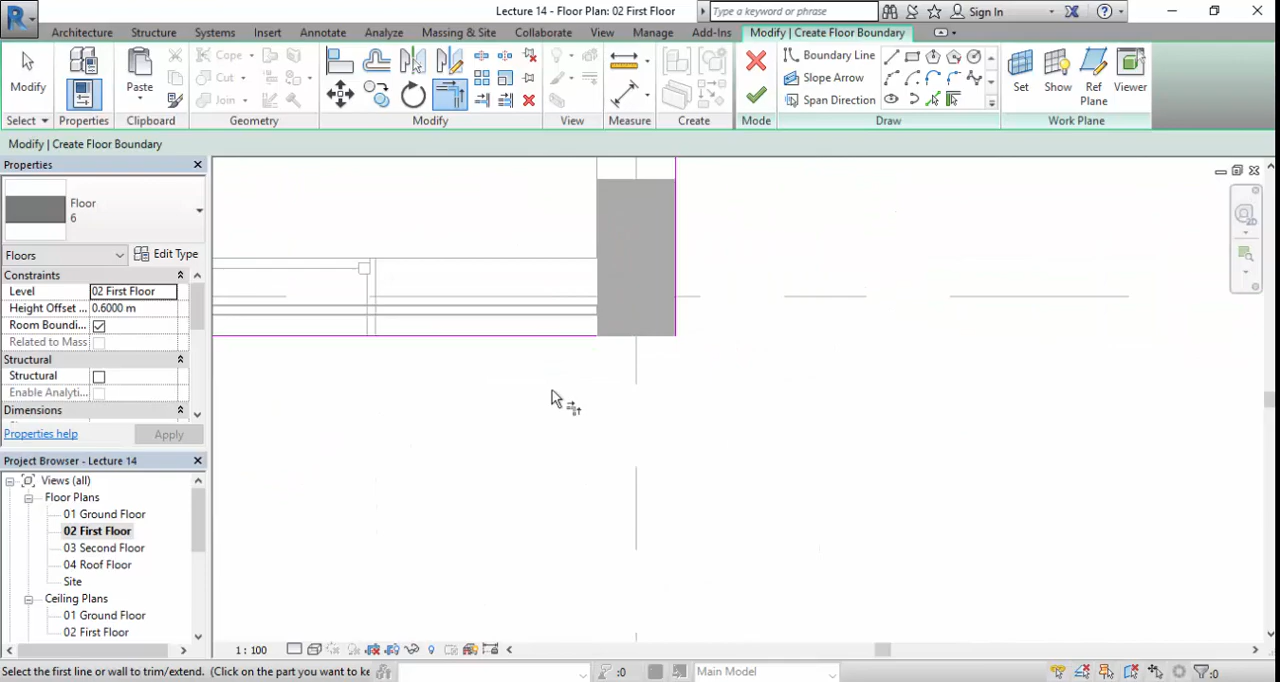 Lecture 14 - Floor Plan: 02 First Floor
Type a keyword or phrase
Sign In
Architecture Structure Systems Insert Annotate Analyze Massing & Site Collaborate View Manage Add-Ins Modify | Create Floor Boundary
Modify
Paste
Cope
Cut
Join
Boundary Line
Slope Arrow
Span Direction
Set Show Ref Plane Viewer
Select Properties Clipboard Geometry Modify View Measure Create Mode Draw Work Plane
Modify | Create Floor Boundary
Properties
Floor
6
Floors Edit Type
Constraints
Level 02 First Floor
Height Offset ... 0.6000 m
Room Boundi...
Related to Mass
Structural
Structural
Enable Analyti...
Dimensions
Properties help Apply
Project Browser - Lecture 14
Views (all)
Floor Plans
01 Ground Floor
02 First Floor
03 Second Floor
04 Roof Floor
Site
Ceiling Plans
01 Ground Floor
02 First Floor
1 : 100
Select the first line or wall to trim/extend. (Click on the part you want to ke
:0
Main Model
:0